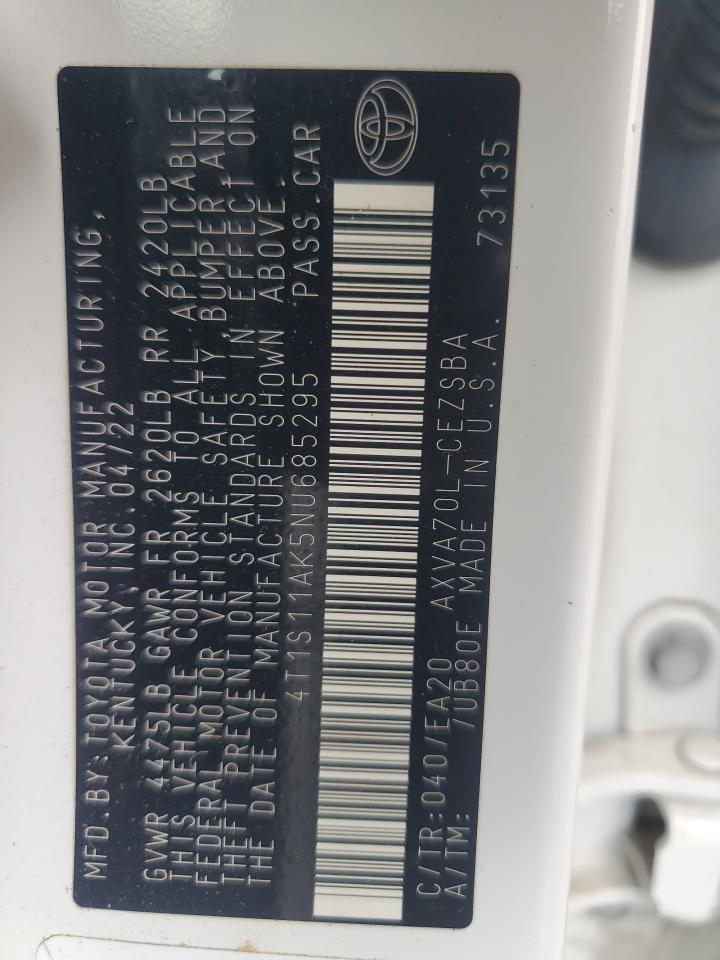 MFD.BY:TOYOTA MOTOR MANUFACTURING,
KENTUCKY,INC.04/22
GVWR 4475LB GAWR FR 2620LB RR 2420LB
THIS VEHICLE CONFORMS TO ALL APPLICABLE
FEDERAL MOTOR VEHICLE SAFETY,BUMPER,AND
THEFT PREVENTION STANDARDS IN EFFECT ON
THE DATE OF MANUFACTURE SHOWN ABOVE.
4T1S11AK5NU685295 PASS.CAR
C/TR:0407EA20 AXVA70L-CEZSBA
A/TM: 7UB80E MADE IN U.S.A. 73135